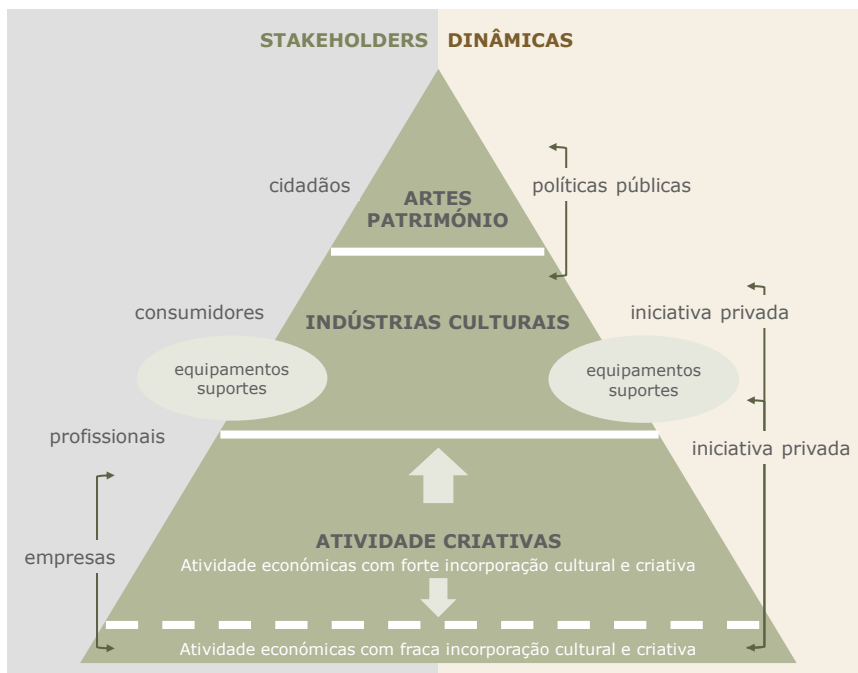 STAKEHOLDERS DINÂMICAS
cidadãos
ARTES
PATRIMÓNIO
políticas públicas
consumidores
INDÚSTRIAS CULTURAIS
iniciativa privada
equipamentos
suportes
equipamentos
suportes
profissionais
iniciativa privada
ATIVIDADE CRIATIVAS
empresas
Atividade económicas com forte incorporação cultural e criativa
Atividade económicas com fraca incorporação cultural e criativa